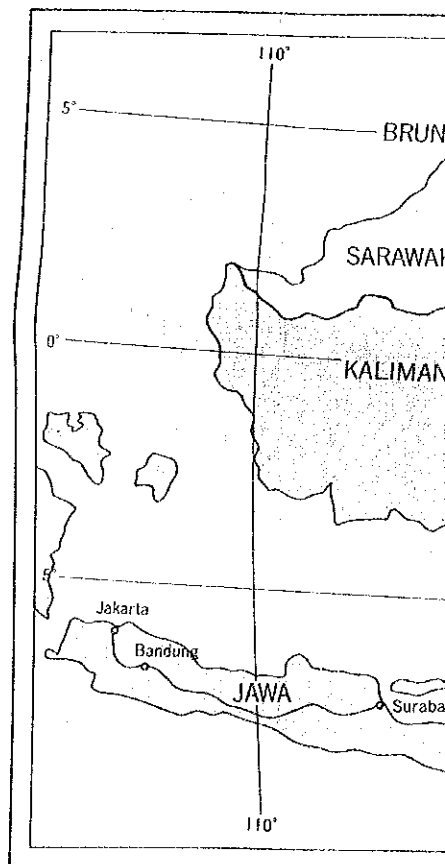 110°
5°
BRUN
SARAWAK
0°
KALIMAN
5°
Jakarta
Bandung
JAWA
Suraba
110°